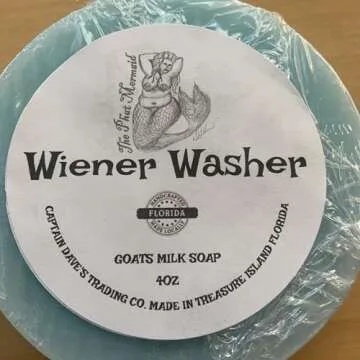 The Phat Mermaid
Wiener Washer
HANDCRAFTED
FLORIDA
MADE LOCALLY
GOATS MILK SOAP
4OZ
CAPTAIN DAVE'S TRADING CO. MADE IN TREASURE ISLAND FLORIDA